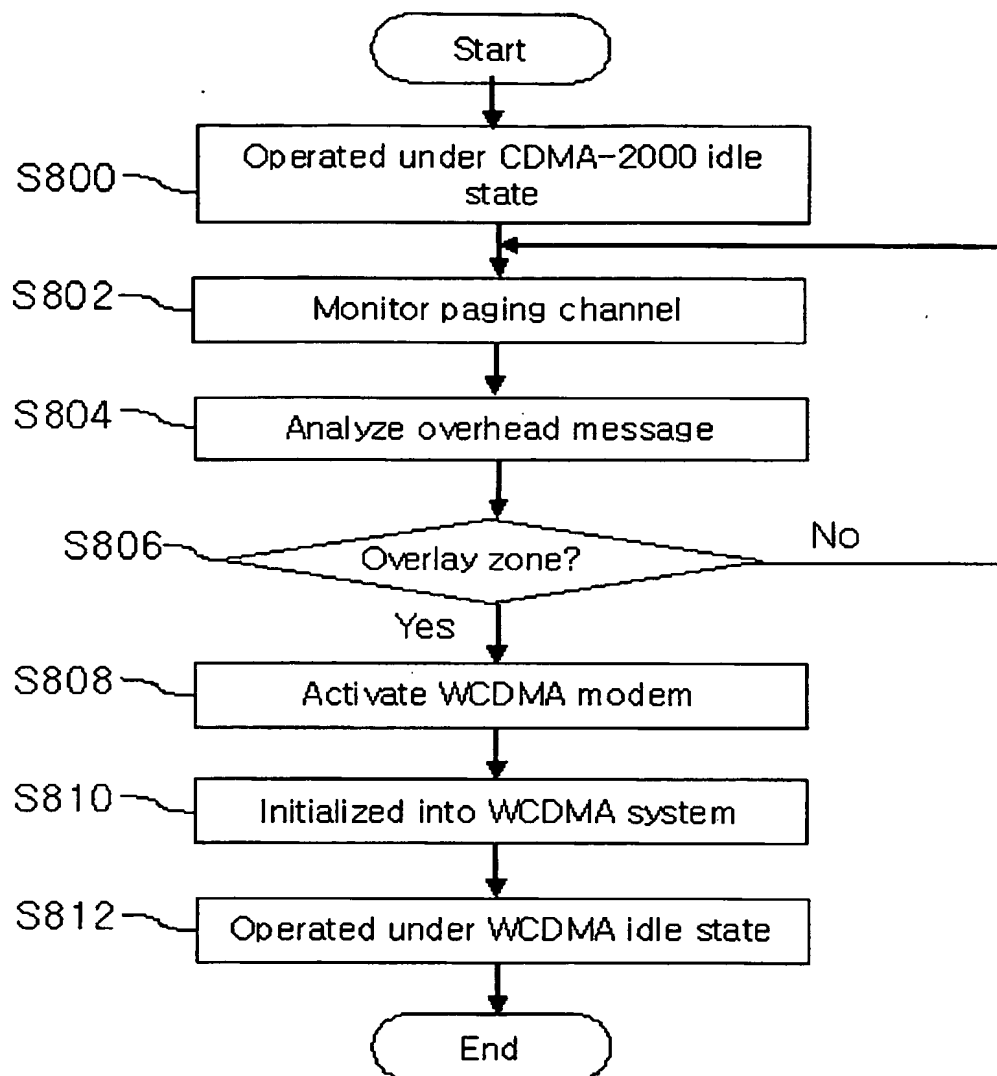 Start
S800
Operated under CDMA-2000 idle
state
S802
Monitor paging channel
S804
Analyze overhead message
S806
Overlay zone?
No
Yes
S808
Activate WCDMA modem
S810
Initialized into WCDMA system
S812
Operated under WCDMA idle state
End